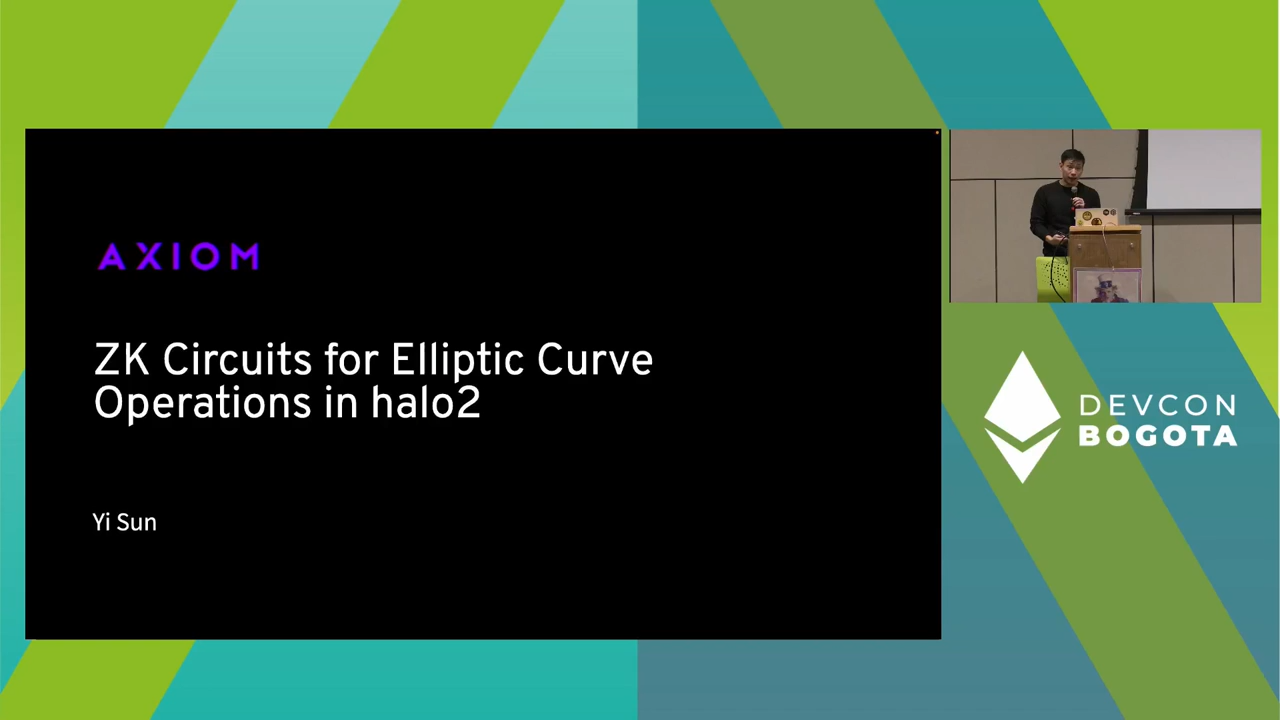 AXIOM
ZK Circuits for Elliptic Curve
Operations in halo2
Yi Sun
DEVCON
BOGOTA